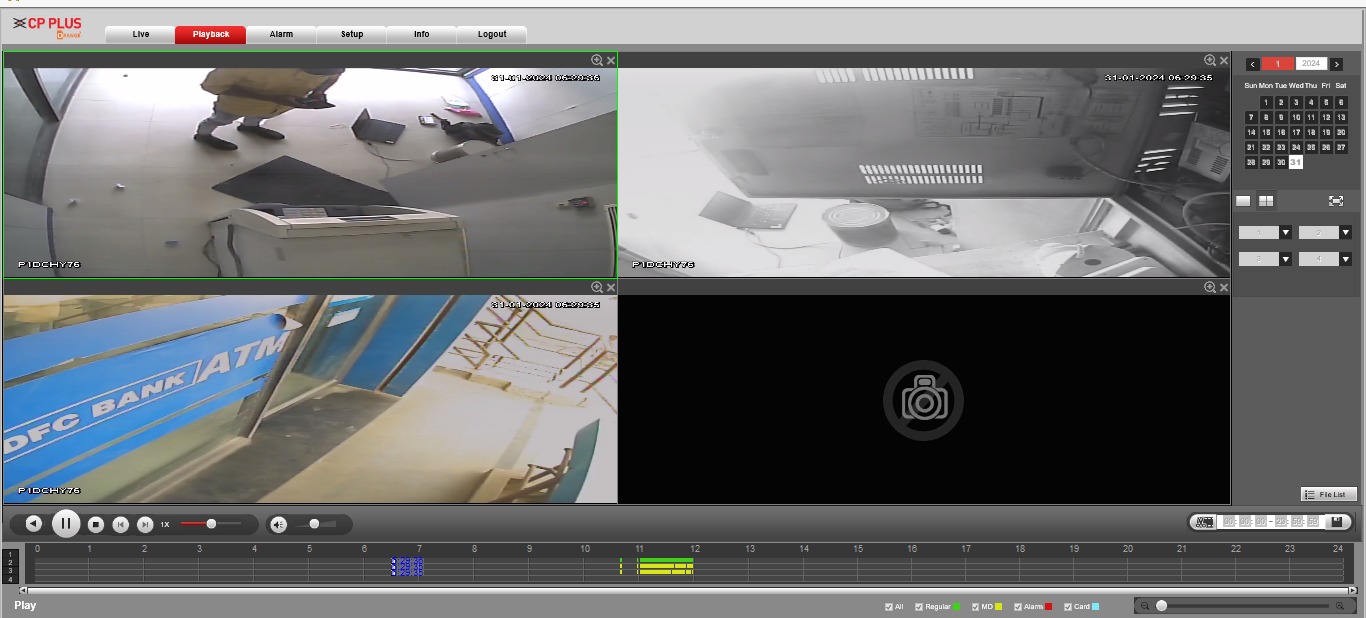 CP PLUS
Orange
Live Playback Alarm Setup Info Logout
31-01-2024 06:29:35
P1DCHY76
31-01-2024 06:29:35
P1DCHY76
31-01-2024 06:29:35
DFC BANK ATM
P1DCHY76
< 1 2024 >
Sun Mon Tue Wed Thu Fri Sat
1 2 3 4 5 6
7 8 9 10 11 12 13
14 15 16 17 18 19 20
21 22 23 24 25 26 27
28 29 30 31
1 2
3 4
File List
1X
00:00:00 - 23:59:59
0 1 2 3 4 5 6 7 8 9 10 11 12 13 14 15 16 17 18 19 20 21 22 23 24
1
2
3
4
Play
All Regular MD Alarm Card